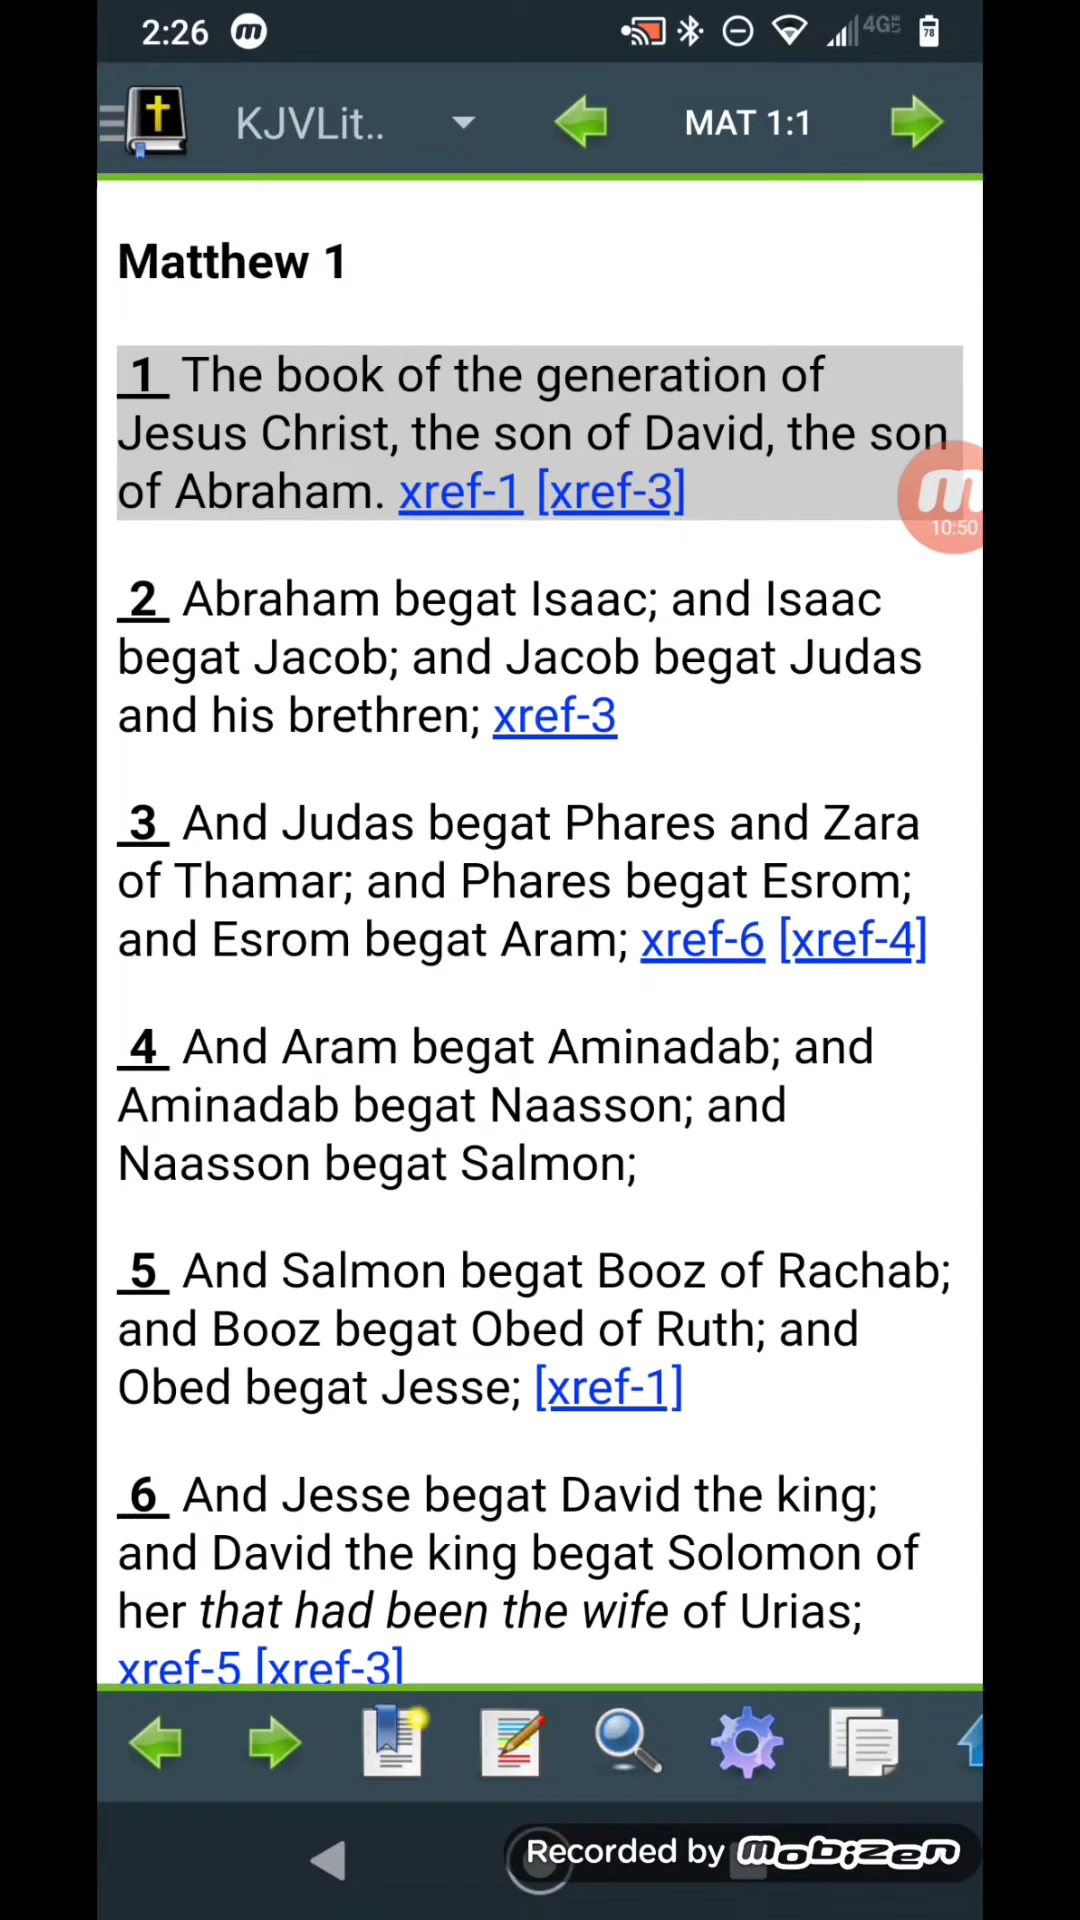 2:26
4GE
78
KJVLit..
MAT 1:1
Matthew 1
1 The book of the generation of
Jesus Christ, the son of David, the son
of Abraham. xref-1 [xref-3]
10:50
2 Abraham begat Isaac; and Isaac
begat Jacob; and Jacob begat Judas
and his brethren; xref-3
3 And Judas begat Phares and Zara
of Thamar; and Phares begat Esrom;
and Esrom begat Aram; xref-6 [xref-4]
4 And Aram begat Aminadab; and
Aminadab begat Naasson; and
Naasson begat Salmon;
5 And Salmon begat Booz of Rachab;
and Booz begat Obed of Ruth; and
Obed begat Jesse; [xref-1]
6 And Jesse begat David the king;
and David the king begat Solomon of
her that had been the wife of Urias;
xref-5 [xref-3]
Recorded by mobizen